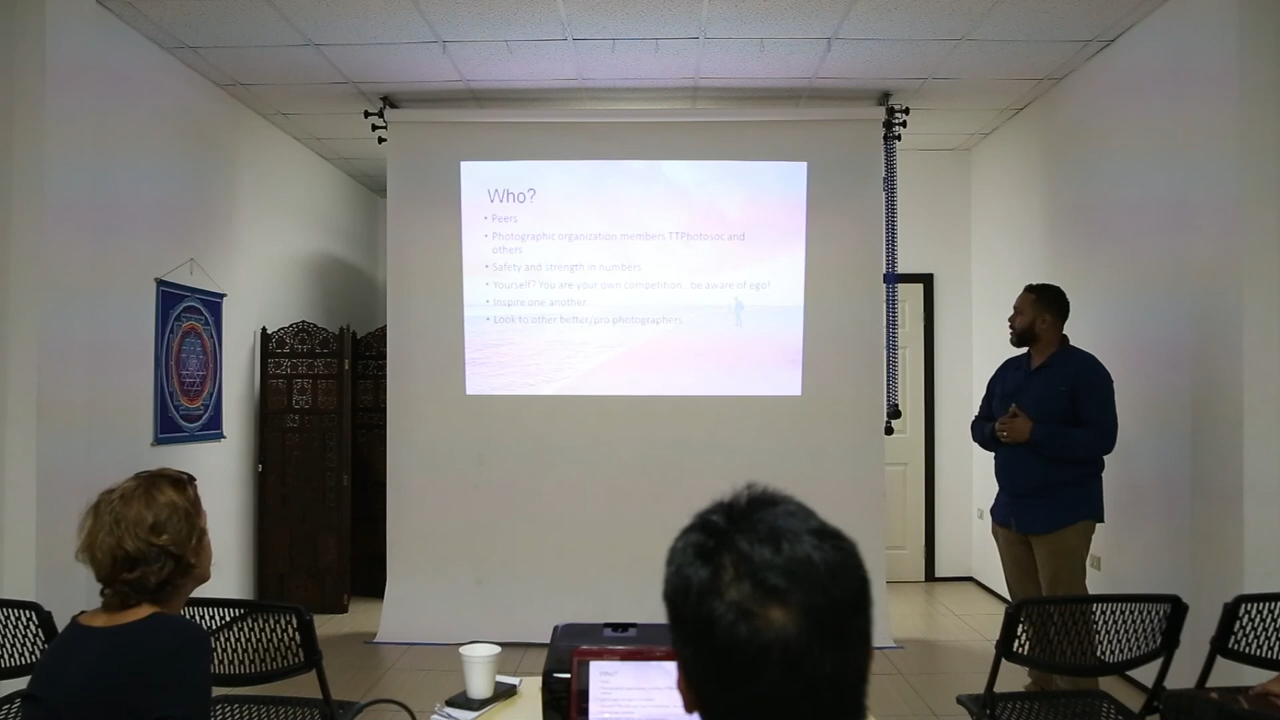 Who?
• Peers
• Photographic organization members TTPhotosoc and
others
• Safety and strength in numbers
• Yourself? You are your own competition...be aware of ego!
• Inspire one another
• Look to other better/pro photographers
Who?